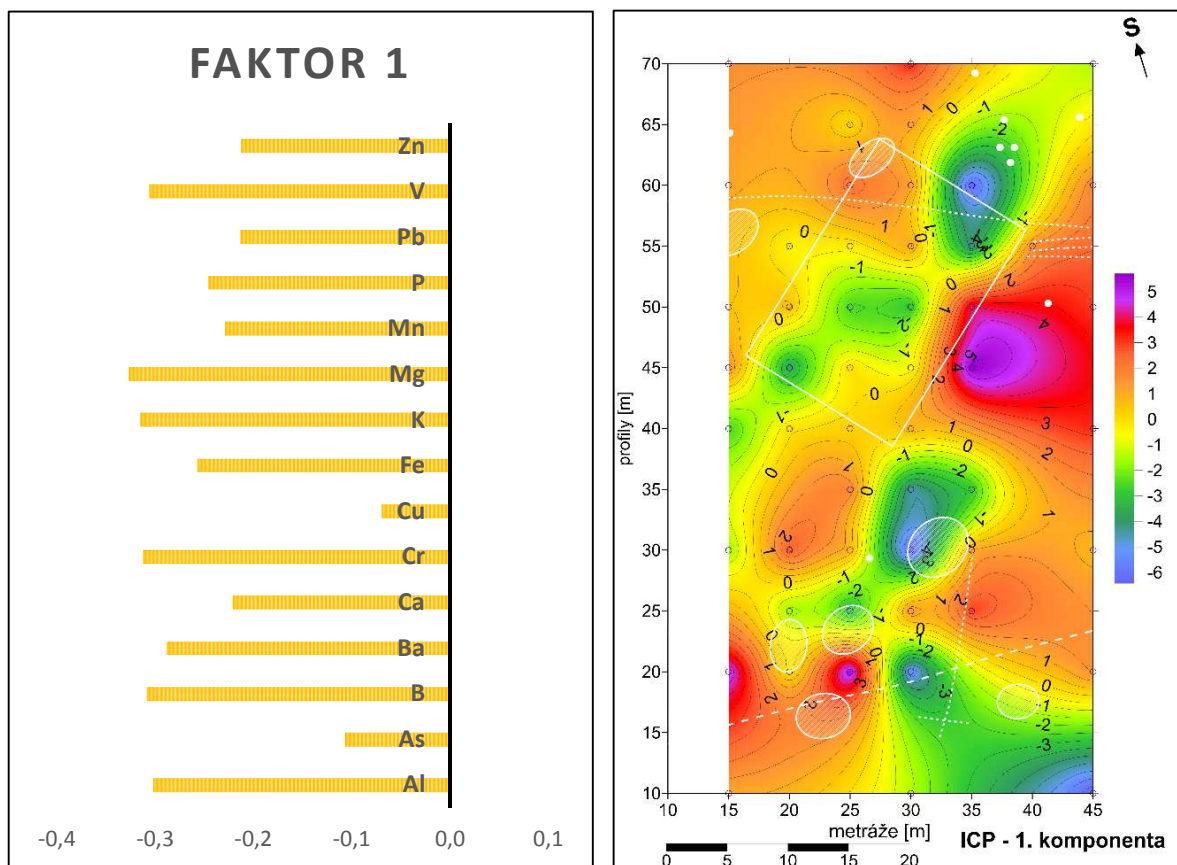 FAKTOR 1
Zn
V
Pb
P
Mn
Mg
K
Fe
Cu
Cr
Ca
Ba
B
As
Al
-0,4 -0,3 -0,2 -0,1 0,0 0,1
S
70
65
60
55
50
45
40
35
30
25
20
15
10
profily [m]
10 15 20 25 30 35 40 45
metráže [m]
ICP - 1. komponenta
0 5 10 15 20
5
4
3
2
1
0
-1
-2
-3
-4
-5
-6